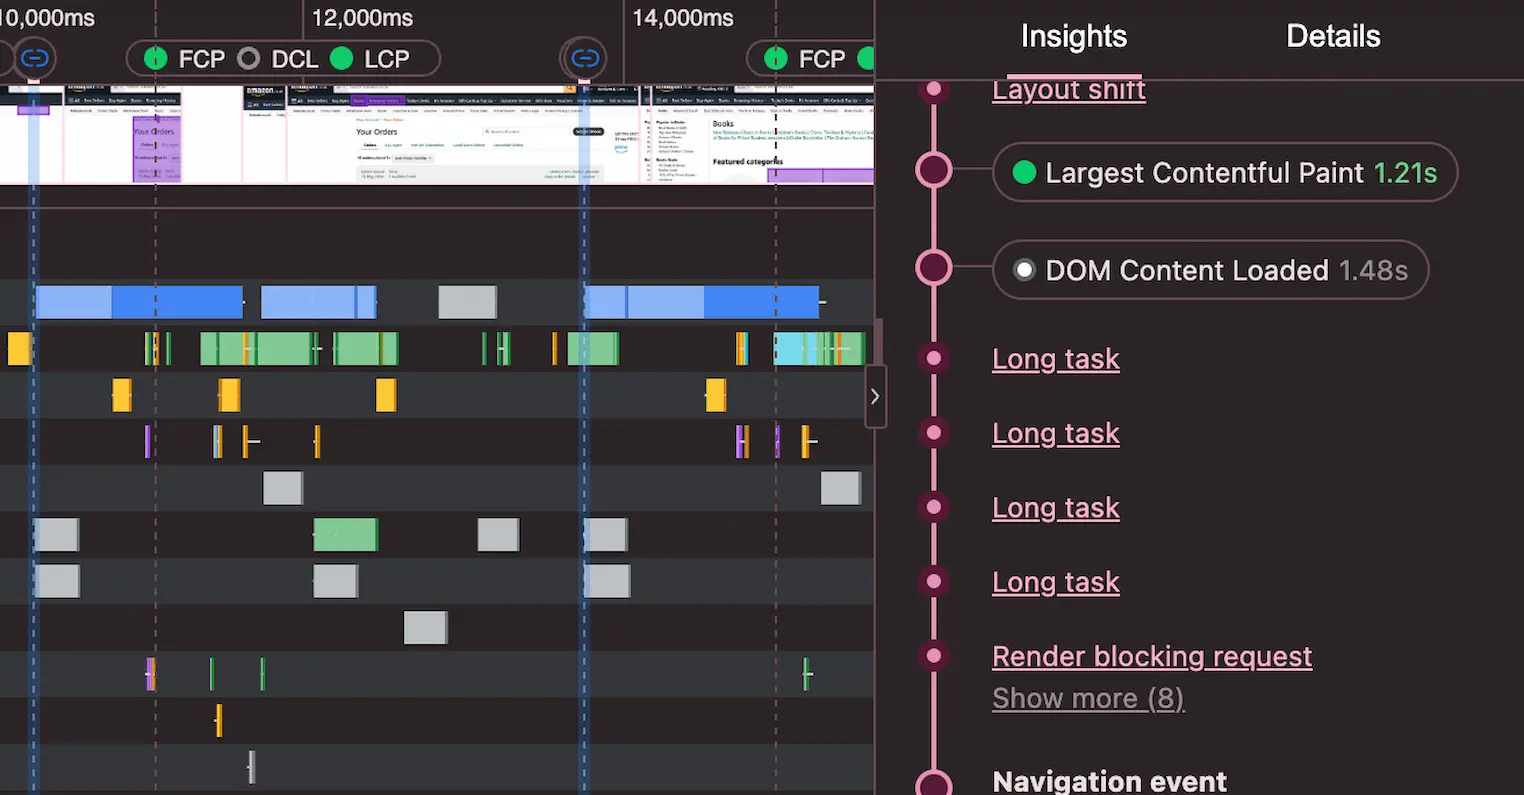 10,000ms
12,000ms
14,000ms
FCP
DCL
LCP
FCP
amazon
Your Orders
Your Orders
Orders
Books
Featured categories
Insights
Details
Layout shift
Largest Contentful Paint 1.21s
DOM Content Loaded 1.48s
Long task
Long task
Long task
Long task
Render blocking request
Show more (8)
Navigation event